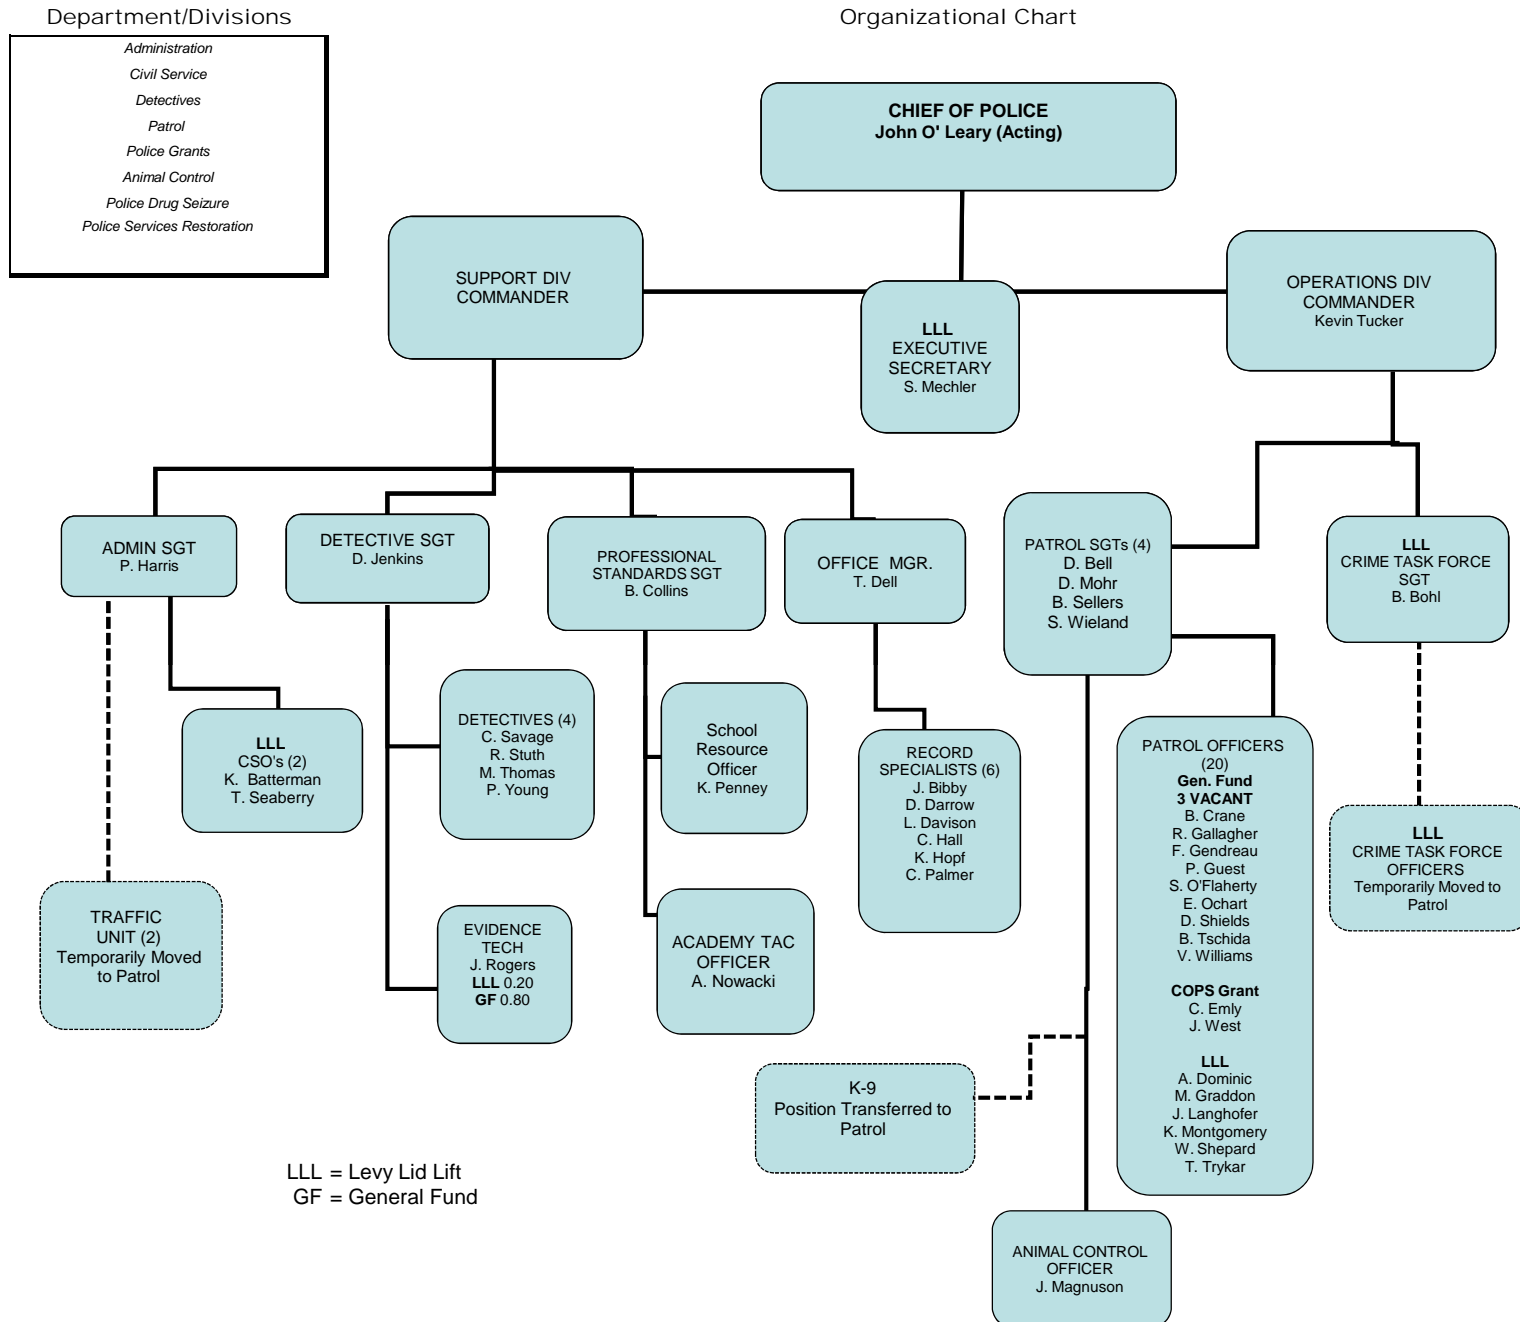 Department/Divisions
Organizational Chart
Administration
Civil Service
Detectives
Patrol
Police Grants
Animal Control
Police Drug Seizure
Police Services Restoration
CHIEF OF POLICE
John O' Leary (Acting)
SUPPORT DIV
COMMANDER
LLL
EXECUTIVE
SECRETARY
S. Mechler
OPERATIONS DIV
COMMANDER
Kevin Tucker
ADMIN SGT
P. Harris
DETECTIVE SGT
D. Jenkins
PROFESSIONAL
STANDARDS SGT
B. Collins
OFFICE MGR.
T. Dell
PATROL SGTs (4)
D. Bell
D. Mohr
B. Sellers
S. Wieland
LLL
CRIME TASK FORCE
SGT
B. Bohl
LLL
CSO's (2)
K. Batterman
T. Seaberry
DETECTIVES (4)
C. Savage
R. Stuth
M. Thomas
P. Young
School
Resource
Officer
K. Penney
RECORD
SPECIALISTS (6)
J. Bibby
D. Darrow
L. Davison
C. Hall
K. Hopf
C. Palmer
PATROL OFFICERS
(20)
Gen. Fund
3 VACANT
B. Crane
R. Gallagher
F. Gendreau
P. Guest
S. O'Flaherty
E. Ochart
D. Shields
B. Tschida
V. Williams
COPS Grant
C. Emly
J. West
LLL
A. Dominic
M. Graddon
J. Langhofer
K. Montgomery
W. Shepard
T. Trykar
LLL
CRIME TASK FORCE
OFFICERS
Temporarily Moved to
Patrol
TRAFFIC
UNIT (2)
Temporarily Moved
to Patrol
EVIDENCE
TECH
J. Rogers
LLL 0.20
GF 0.80
ACADEMY TAC
OFFICER
A. Nowacki
K-9
Position Transferred to
Patrol
LLL = Levy Lid Lift
GF = General Fund
ANIMAL CONTROL
OFFICER
J. Magnuson